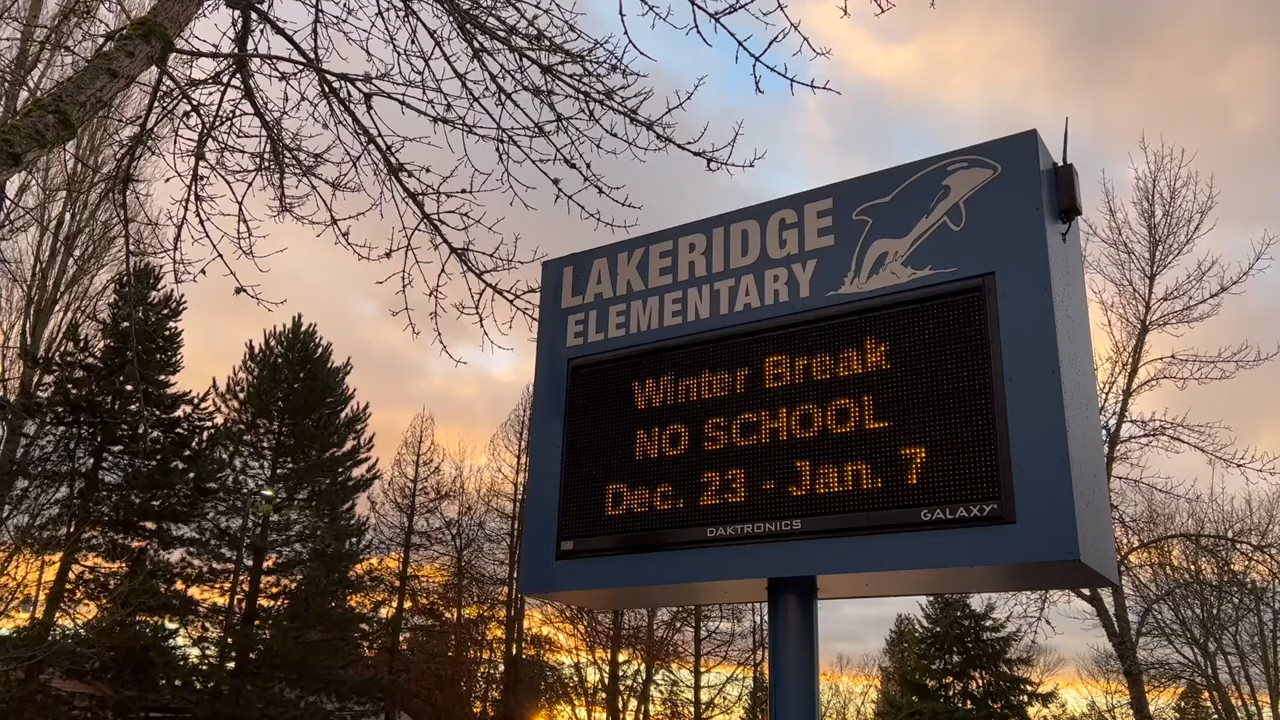 LAKERIDGE
ELEMENTARY
Winter Break
NO SCHOOL
Dec. 23 - Jan. 7
DAKTRONICS
GALAXY